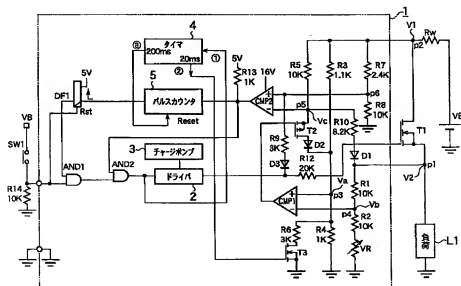 1
4
タイマ
⑧
200ms
20ms
①
②
5V
R13
1K
16V
R5
10K
R3
1.1K
R7
2.4K
V1
p2
Rw
VB
5
パルスカウンタ
Reset
DF1
5V
Rst
CMP2
p6
p5
Vc
R8
10K
R10
8.2K
T1
VB
SW1
3
チャージポンプ
R9
3K
T2
D2
D1
AND1
AND2
D3
R12
20K
Va
p1
V2
R14
10K
ドライバ
2
CMP1
p3
Vb
R1
10K
p4
R2
10K
R6
3K
R4
1K
VR
T3
負荷
L1